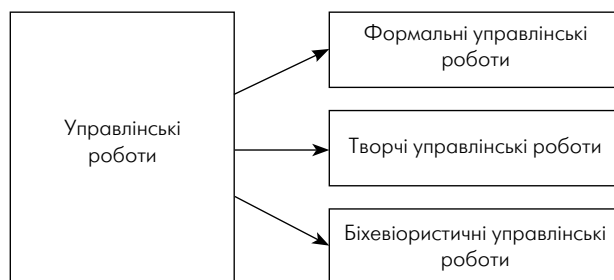 Управлінські
роботи
Формальні управлінські
роботи
Творчі управлінські роботи
Біхевіористичні управлінські
роботи